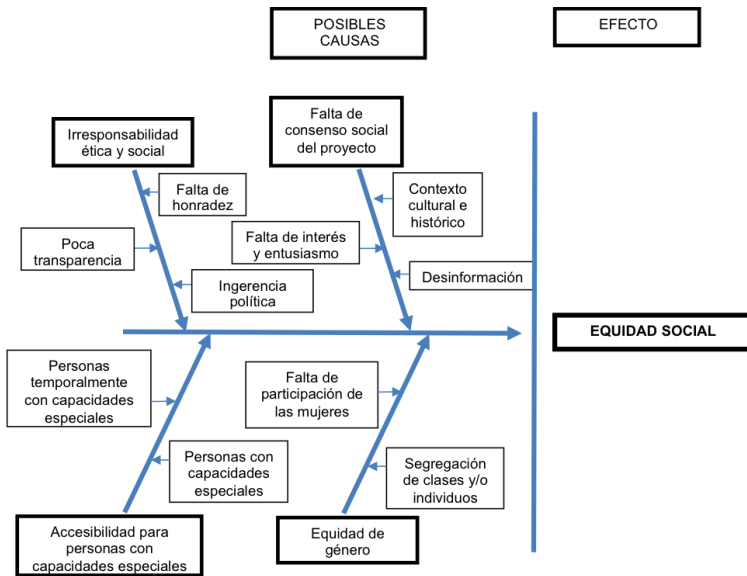 POSIBLES
CAUSAS
EFECTO
Irresponsabilidad
ética y social
Falta de
consenso social
del proyecto
Falta de
honradez
Contexto
cultural e
histórico
Poca
transparencia
Falta de interés
y entusiasmo
Ingerencia
política
Desinformación
EQUIDAD SOCIAL
Personas
temporalmente
con capacidades
especiales
Falta de
participación de
las mujeres
Personas con
capacidades
especiales
Segregación
de clases y/o
individuos
Accesibilidad para
personas con
capacidades especiales
Equidad de
género